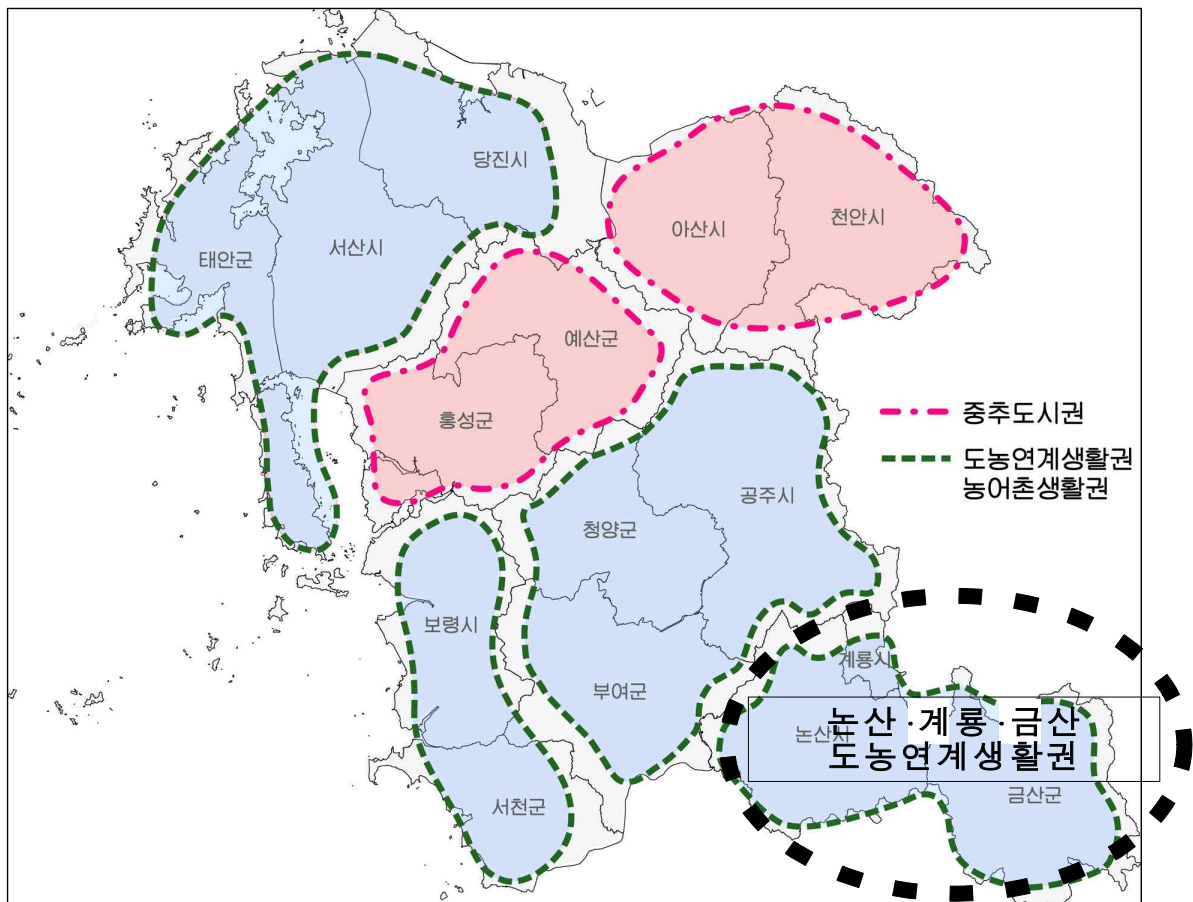 당진시
아산시
천안시
태안군
서산시
예산군
홍성군
중추도시권
도농연계생활권
농어촌생활권
공주시
청양군
보령시
계룡시
부여군
논산시
논산·계룡·금산
도농연계생활권
서천군
금산군